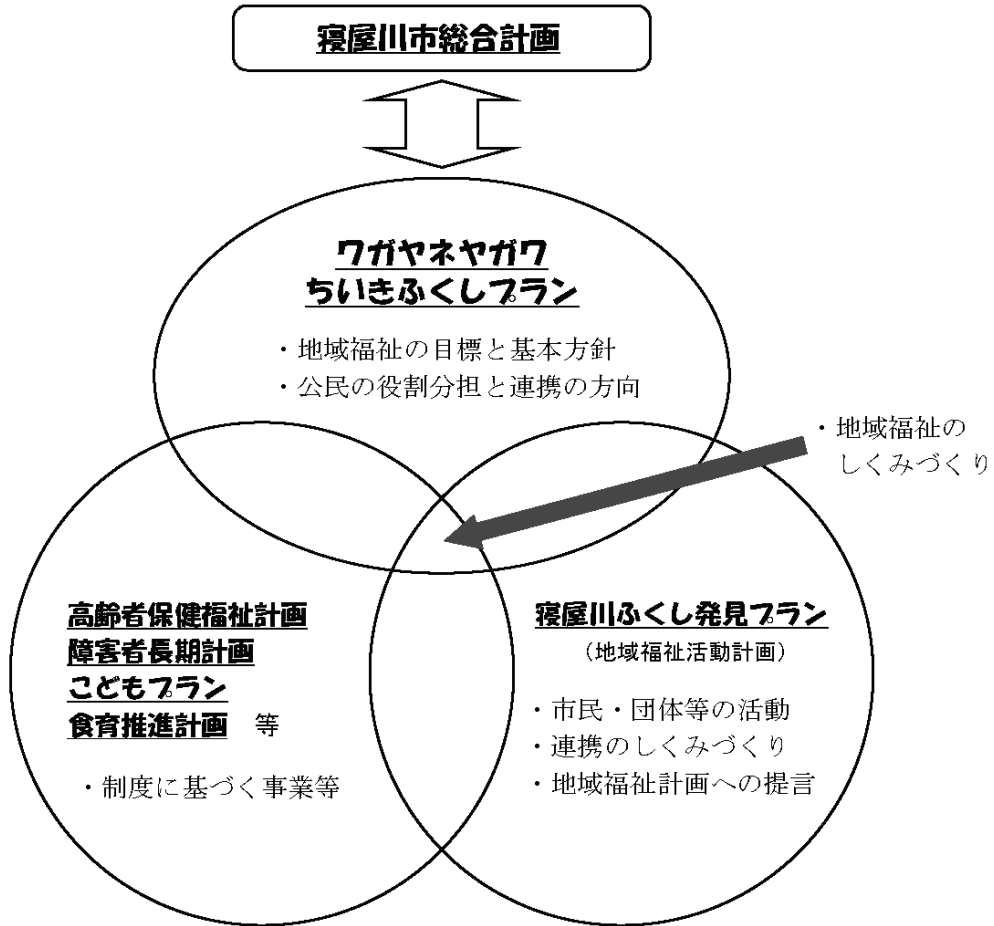 寝屋川市総合計画
ワガヤネヤガワ
ちいきふくしプラン
・地域福祉の目標と基本方針
・公民の役割分担と連携の方向
・地域福祉の
しくみづくり
高齢者保健福祉計画
障害者長期計画
こどもプラン
食育推進計画 等
・制度に基づく事業等
寝屋川ふくし発見プラン
(地域福祉活動計画)
・市民・団体等の活動
・連携のしくみづくり
・地域福祉計画への提言